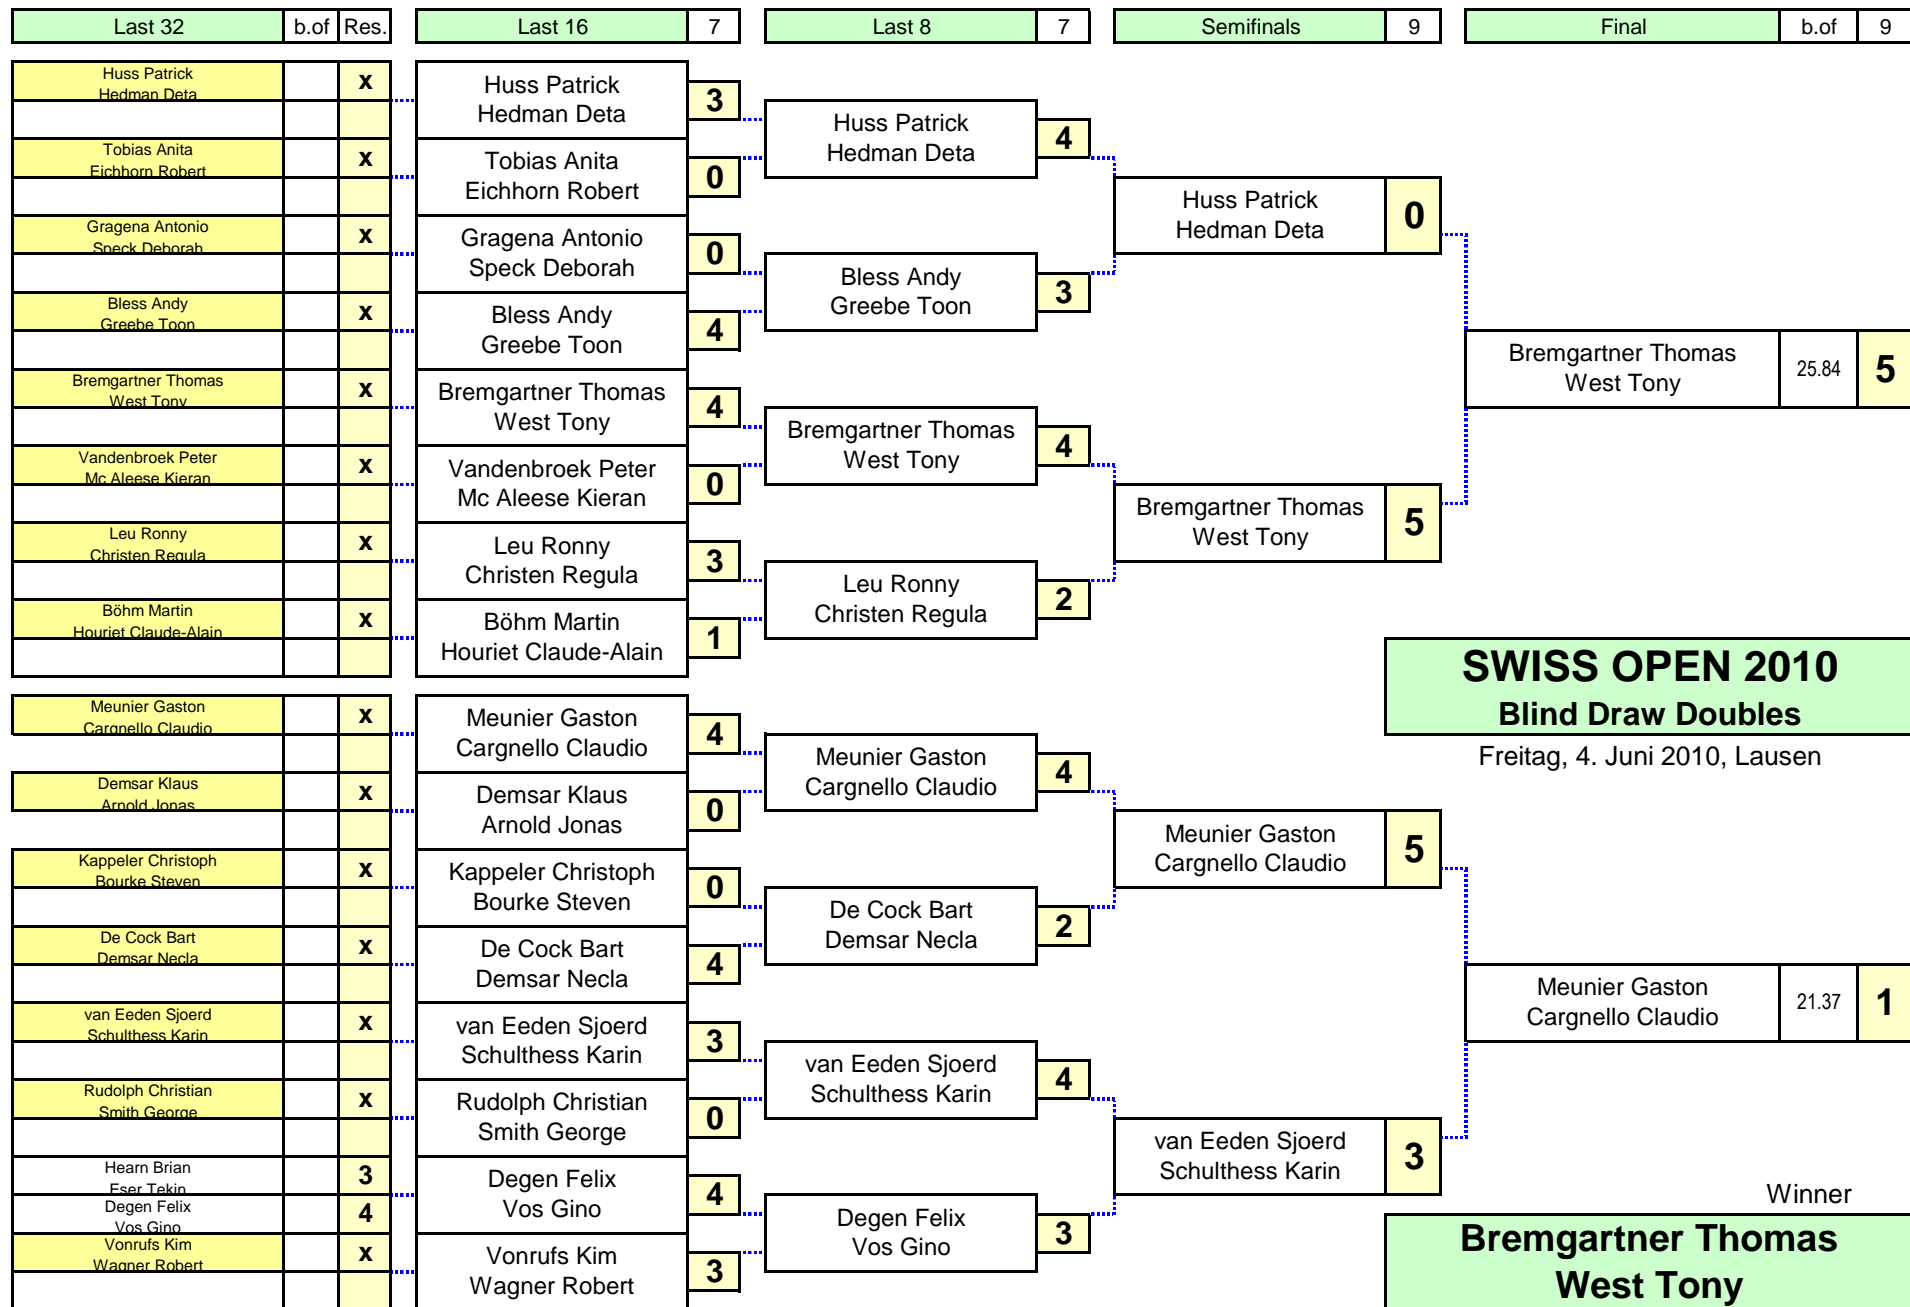 Last 32 b.of Res. Last 16 7 Last 8 7 Semifinals 9 Final b.of 9
Huss Patrick
Hedman Deta
x
Tobias Anita
Eichhorn Robert
x
Gragena Antonio
Speck Deborah
x
Bless Andy
Greebe Toon
x
Bremgartner Thomas
West Tony
x
Vandenbroek Peter
Mc Aleese Kieran
x
Leu Ronny
Christen Regula
x
Böhm Martin
Houriet Claude-Alain
x
Meunier Gaston
Cargnello Claudio
x
Demsar Klaus
Arnold Jonas
x
Kappeler Christoph
Bourke Steven
x
De Cock Bart
Demsar Necla
x
van Eeden Sjoerd
Schulthess Karin
x
Rudolph Christian
Smith George
x
Hearn Brian
Eser Tekin
3
Degen Felix
Vos Gino
4
Vonrufs Kim
Wagner Robert
x
Huss Patrick
Hedman Deta
3
Tobias Anita
Eichhorn Robert
0
Gragena Antonio
Speck Deborah
0
Bless Andy
Greebe Toon
4
Bremgartner Thomas
West Tony
4
Vandenbroek Peter
Mc Aleese Kieran
0
Leu Ronny
Christen Regula
3
Böhm Martin
Houriet Claude-Alain
1
Meunier Gaston
Cargnello Claudio
4
Demsar Klaus
Arnold Jonas
0
Kappeler Christoph
Bourke Steven
0
De Cock Bart
Demsar Necla
4
van Eeden Sjoerd
Schulthess Karin
3
Rudolph Christian
Smith George
0
Degen Felix
Vos Gino
4
Vonrufs Kim
Wagner Robert
3
Huss Patrick
Hedman Deta
4
Bless Andy
Greebe Toon
3
Bremgartner Thomas
West Tony
4
Leu Ronny
Christen Regula
2
Meunier Gaston
Cargnello Claudio
4
De Cock Bart
Demsar Necla
2
van Eeden Sjoerd
Schulthess Karin
4
Degen Felix
Vos Gino
3
Huss Patrick
Hedman Deta
0
Bremgartner Thomas
West Tony
5
Meunier Gaston
Cargnello Claudio
5
van Eeden Sjoerd
Schulthess Karin
3
Bremgartner Thomas
West Tony
25.84 5
SWISS OPEN 2010
Blind Draw Doubles
Freitag, 4. Juni 2010, Lausen
Meunier Gaston
Cargnello Claudio
21.37 1
Winner
Bremgartner Thomas
West Tony